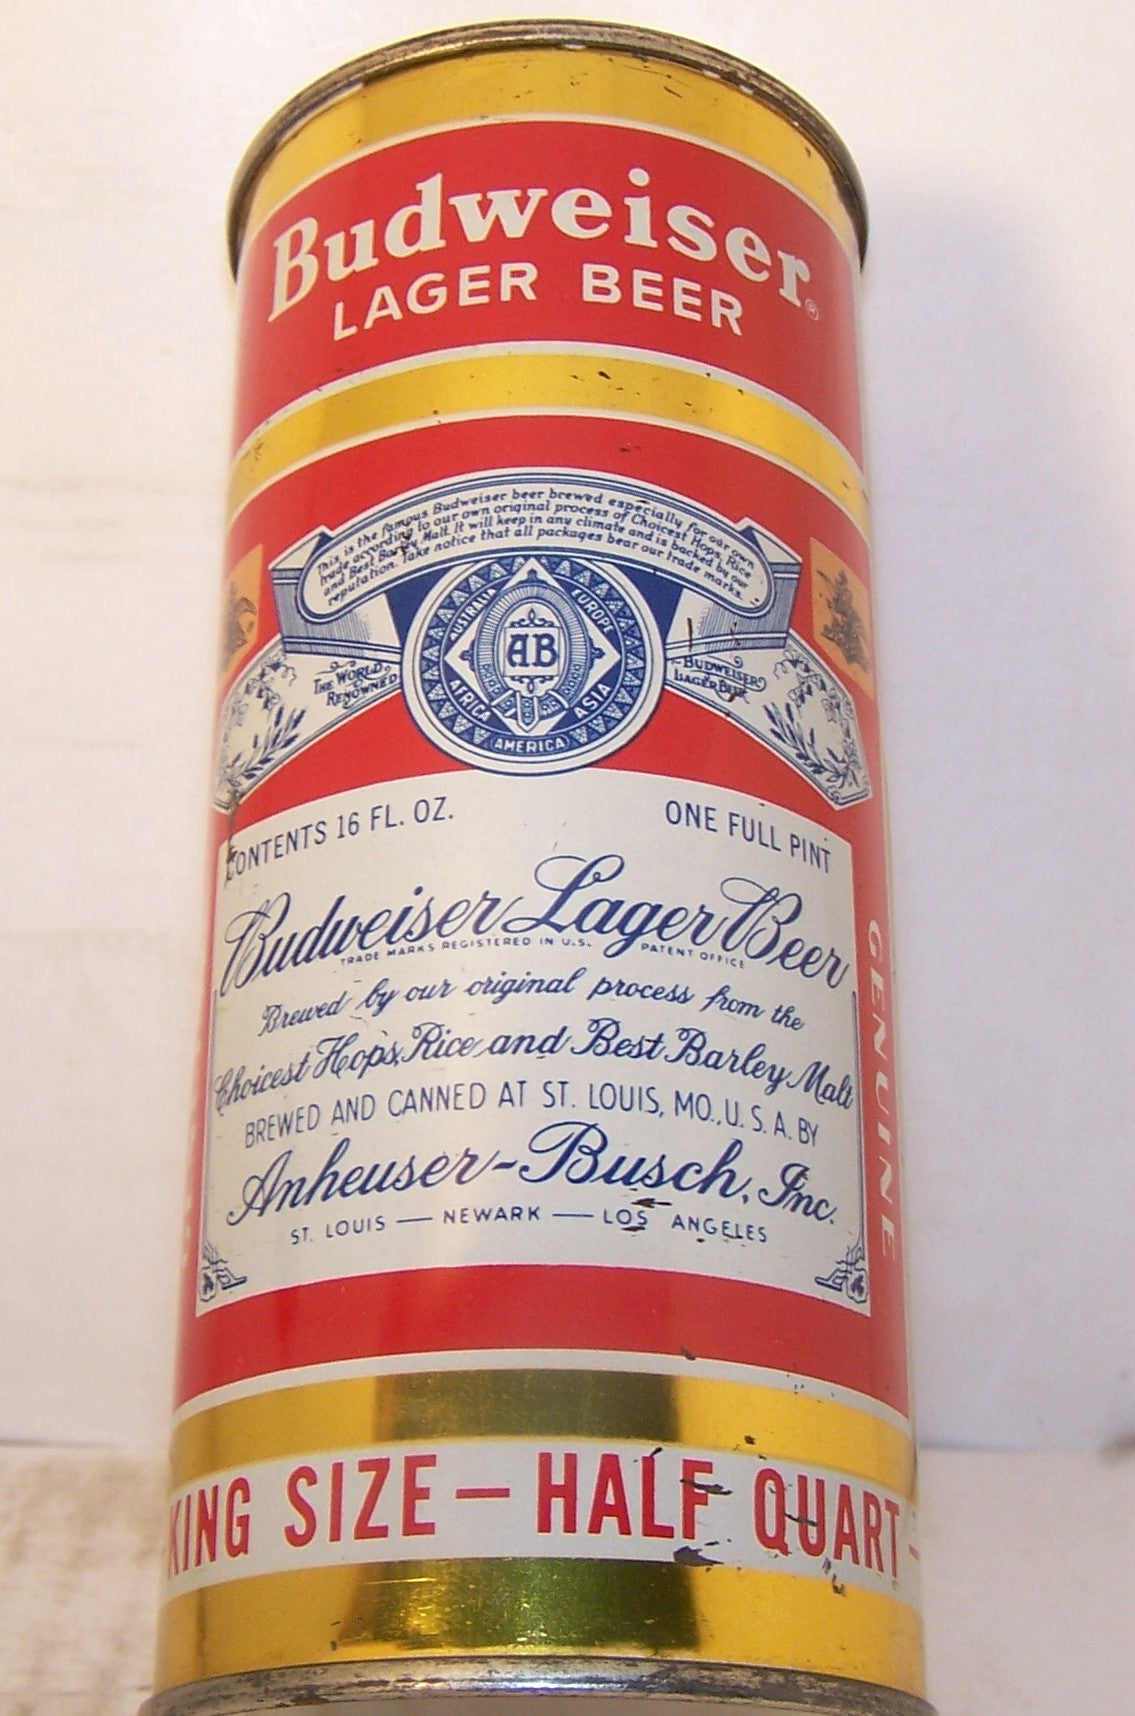 Budweiser®
LAGER BEER
This is the famous Budweiser beer brewed especially for our own
trade according to our own original process of Choicest Hops, Rice
and Best Barley Malt. It will keep in any climate and is backed by our
reputation. Take notice that all packages bear our trade marks.
AUSTRALIA
EUROPE
AB
AFRICA
ASIA
AMERICA
THE WORLD
RENOWNED
BUDWEISER
LAGER BEER
CONTENTS 16 FL. OZ.
ONE FULL PINT
Budweiser Lager Beer
TRADE MARKS REGISTERED IN U.S. PATENT OFFICE
Brewed by our original process from the
Choicest Hops, Rice and Best Barley Malt
BREWED AND CANNED AT ST. LOUIS, MO., U. S. A. BY
Anheuser-Busch, Inc.
ST. LOUIS — NEWARK — LOS ANGELES
GENUINE
KING SIZE — HALF QUART -